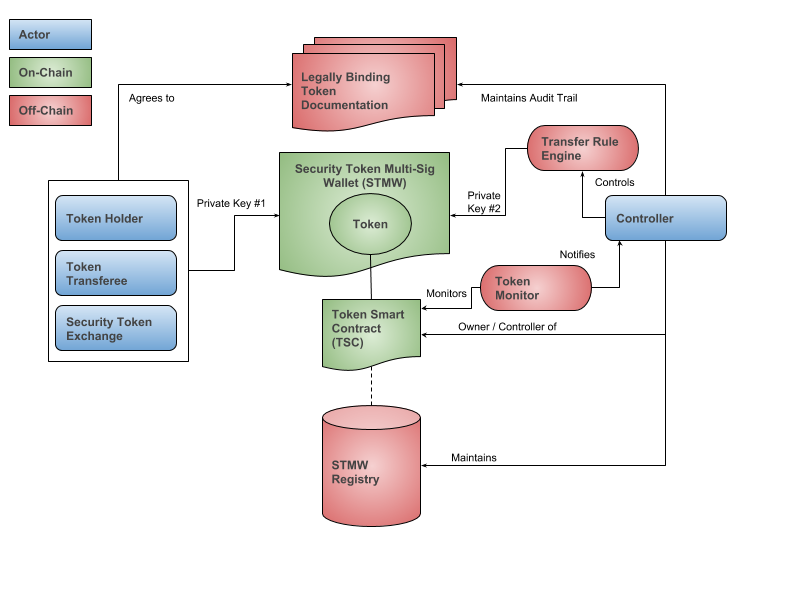 Actor
On-Chain
Off-Chain
Legally Binding
Token
Documentation
Agrees to
Maintains Audit Trail
Transfer Rule
Engine
Security Token Multi-Sig
Wallet (STMW)
Token
Private Key #1
Private
Key #2
Controls
Controller
Token Holder
Token
Transferee
Security Token
Exchange
Notifies
Token
Monitor
Monitors
Token Smart
Contract
(TSC)
Owner / Controller of
STMW
Registry
Maintains